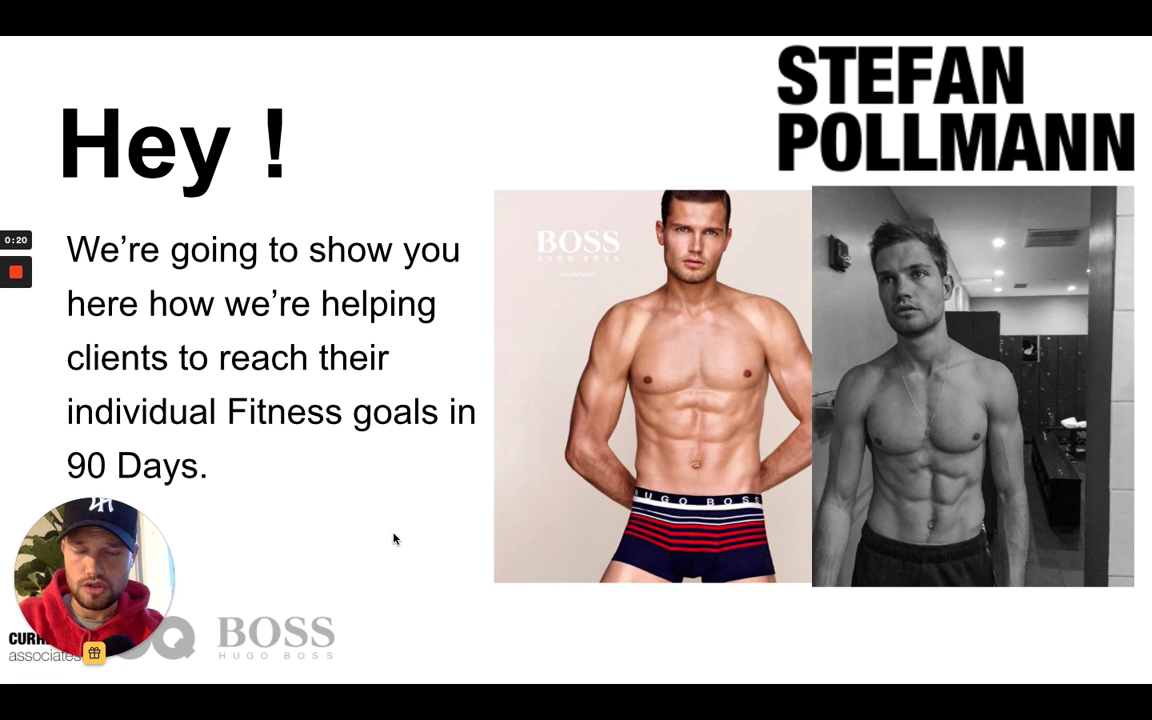 STEFAN
POLLMANN
Hey !
We’re going to show you
here how we’re helping
clients to reach their
individual Fitness goals in
90 Days.
BOSS
HUGO BOSS
bodywear
HUGO BOSS
0:20
associates
BOSS
HUGO BOSS